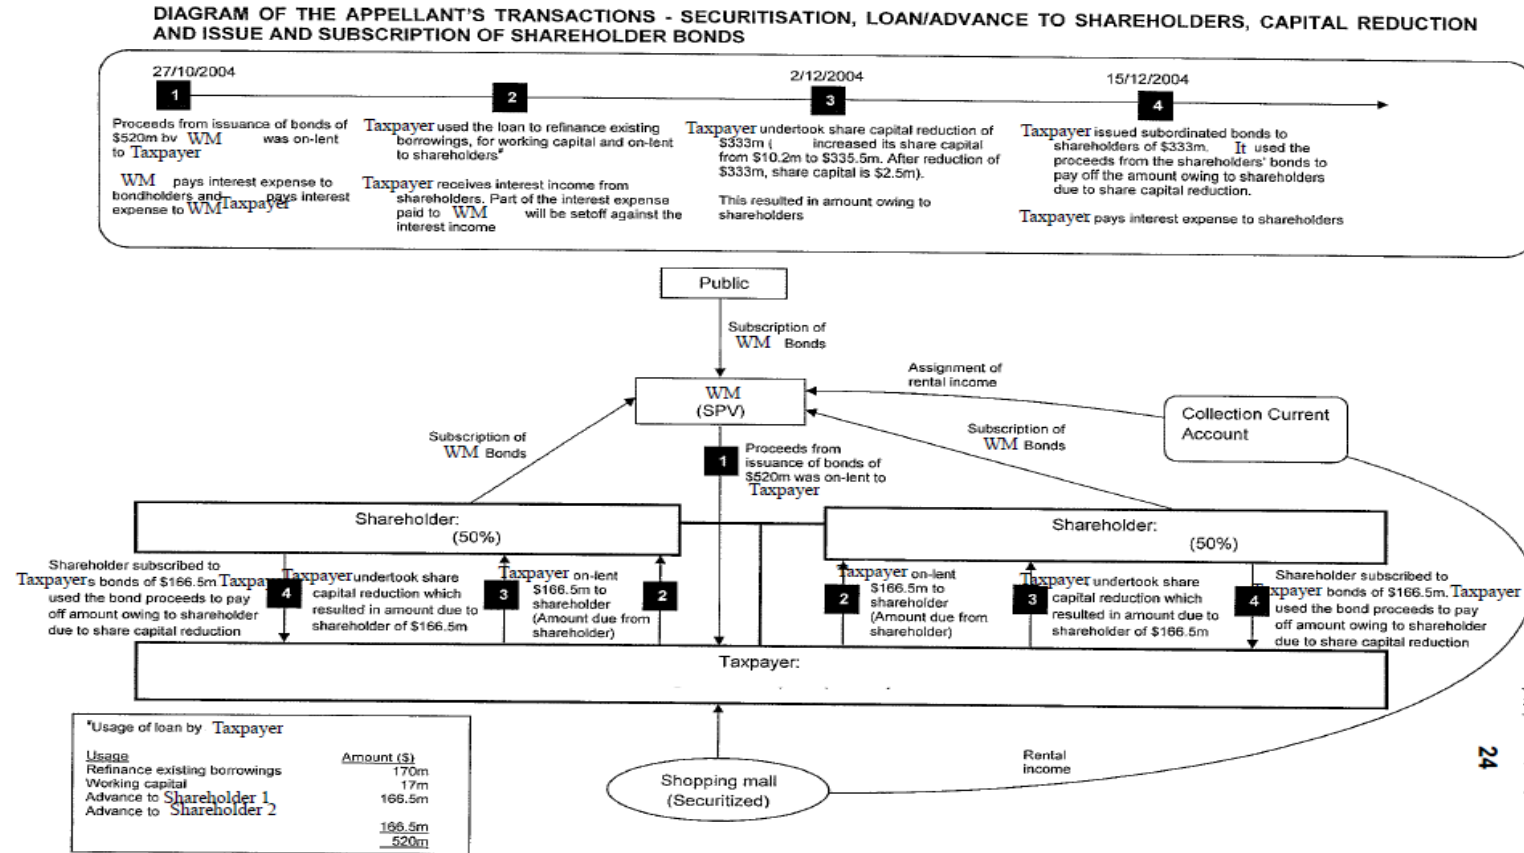 DIAGRAM OF THE APPELLANT'S TRANSACTIONS - SECURITISATION, LOAN/ADVANCE TO SHAREHOLDERS, CAPITAL REDUCTION
AND ISSUE AND SUBSCRIPTION OF SHAREHOLDER BONDS
27/10/2004
1
Proceeds from issuance of bonds of
$520m by WM was on-lent
to Taxpayer
WM pays interest expense to
bondholders and Taxpayer pays interest
expense to WM
2
Taxpayer used the loan to refinance existing
borrowings, for working capital and on-lent
to shareholders#
Taxpayer receives interest income from
shareholders. Part of the interest expense
paid to WM will be setoff against the
interest income
2/12/2004
3
Taxpayer undertook share capital reduction of
$333m ( increased its share capital
from $10.2m to $335.5m. After reduction of
$333m, share capital is $2.5m).
This resulted in amount owing to
shareholders
15/12/2004
4
Taxpayer issued subordinated bonds to
shareholders of $333m. It used the
proceeds from the shareholders' bonds to
pay off the amount owing to shareholders
due to share capital reduction.
Taxpayer pays interest expense to shareholders
Public
Subscription of
WM Bonds
WM
(SPV)
Assignment of
rental income
Collection Current
Account
Subscription of
WM Bonds
Subscription of
WM Bonds
1
Proceeds from
issuance of bonds of
$520m was on-lent to
Taxpayer
Shareholder:
(50%)
Shareholder:
(50%)
Shareholder subscribed to
Taxpayers bonds of $166.5m Taxpay
used the bond proceeds to pay
off amount owing to shareholder
due to share capital reduction
4
Taxpayer undertook share
capital reduction which
resulted in amount due to
shareholder of $166.5m
3
Taxpayer on-lent
$166.5m to
shareholder
(Amount due from
shareholder)
2
2
Taxpayer on-lent
$166.5m to
shareholder
(Amount due from
shareholder)
3
Taxpayer undertook share
capital reduction which
resulted in amount due to
shareholder of $166.5m
4
Shareholder subscribed to
Taxpayer bonds of $166.5m. Taxpayer
used the bond proceeds to pay
off amount owing to shareholder
due to share capital reduction
Taxpayer:
#Usage of loan by Taxpayer
Usage Amount ($)
Refinance existing borrowings 170m
Working capital 17m
Advance to Shareholder 1 166.5m
Advance to Shareholder 2
166.5m
520m
Shopping mall
(Securitized)
Rental
income
24